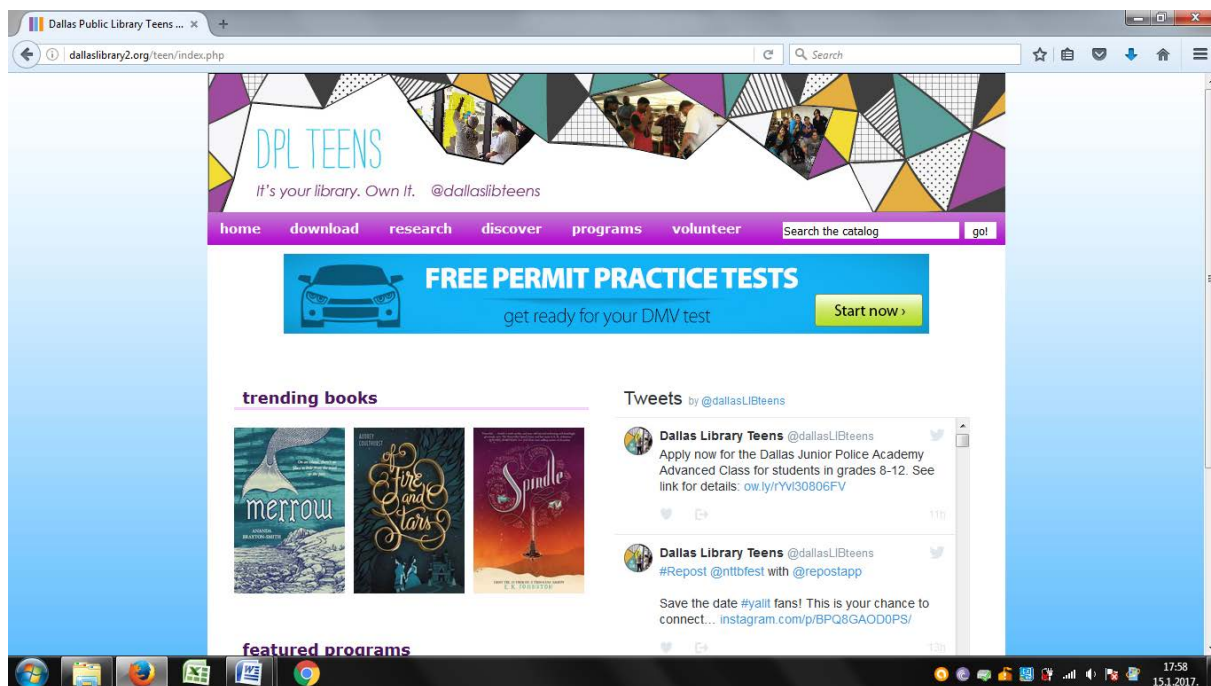 Dallas Public Library Teens ...
dallaslibrary2.org/teen/index.php
Search
DPL TEENS
It's your library. Own It. @dallaslibteens
home download research discover programs volunteer Search the catalog go!
FREE PERMIT PRACTICE TESTS
get ready for your DMV test
Start now ›
trending books
merrow
AMANDA
BRAXTON-SMITH
AUDREY
COULTHURST
Of
Fire
and
Stars
Spindle
E. K. JOHNSTON
featured programs
Tweets by @dallasLIBteens
Dallas Library Teens @dallasLIBteens
Apply now for the Dallas Junior Police Academy
Advanced Class for students in grades 8-12. See
link for details: ow.ly/rYvl30806FV
11h
Dallas Library Teens @dallasLIBteens
#Repost @nttbfest with @repostapp
Save the date #yalit fans! This is your chance to
connect... instagram.com/p/BPQ8GAOD0PS/
17:58
15.1.2017.